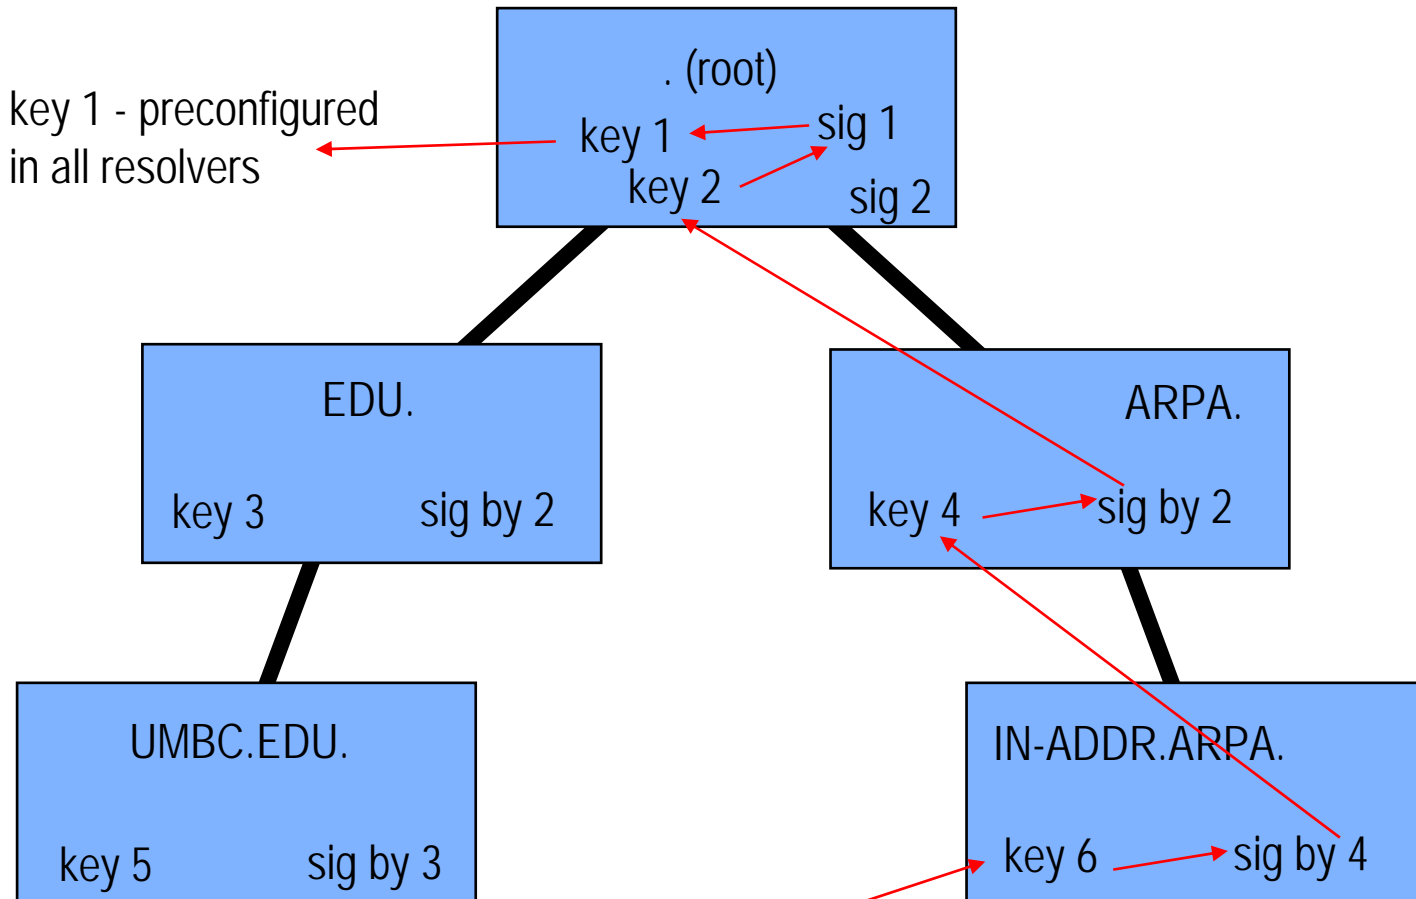 . (root)
key 1 - preconfigured
in all resolvers
key 1
sig 1
key 2
sig 2
EDU.
key 3
sig by 2
ARPA.
key 4
sig by 2
UMBC.EDU.
key 5
sig by 3
IN-ADDR.ARPA.
key 6
sig by 4